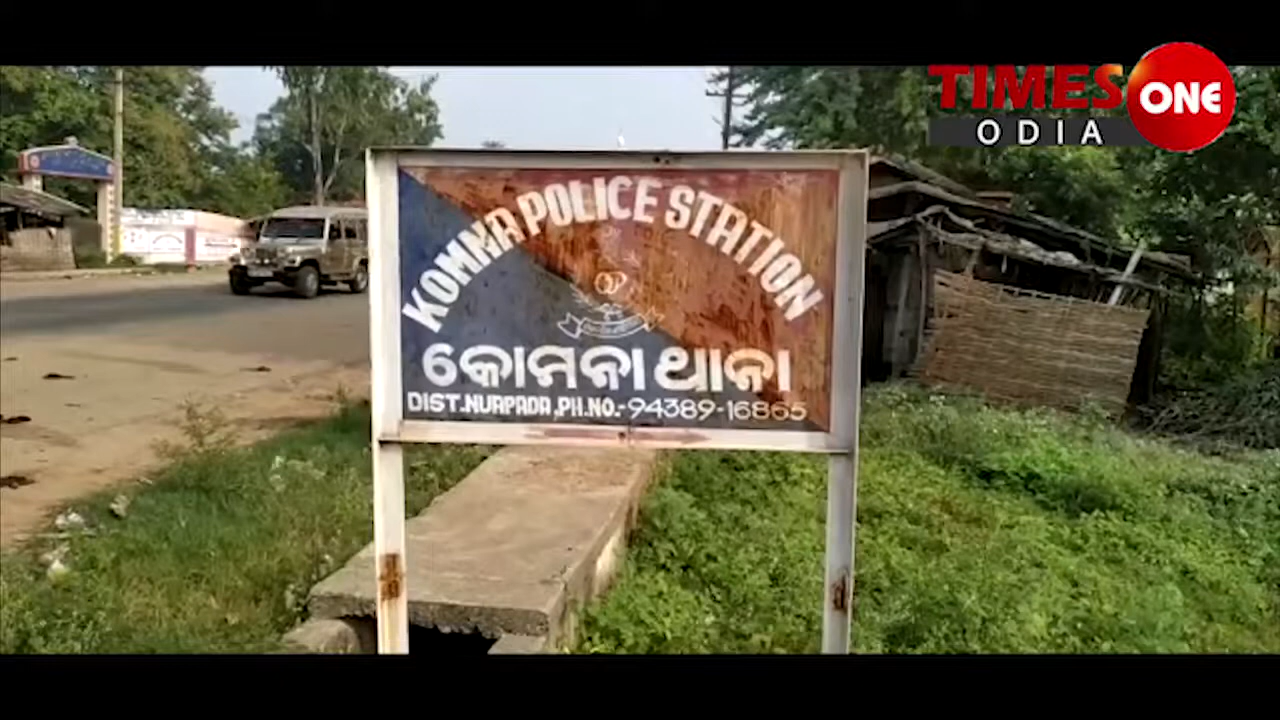 TIMES ONE
ODIA
KOMNA POLICE STATION
କୋମନା ଥାନା
DIST.NUAPADA,PH.NO.-94389-16865